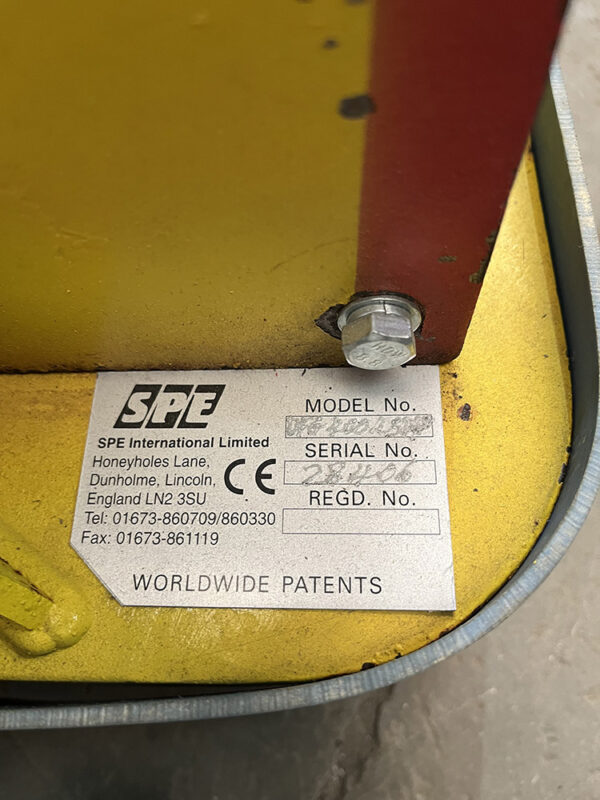 SPE
SPE International Limited
Honeyholes Lane,
Dunholme, Lincoln,
England LN2 3SU
Tel: 01673-860709/860330
Fax: 01673-861119
CE
MODEL No.
SERIAL No.
28406
REGD. No.
WORLDWIDE PATENTS